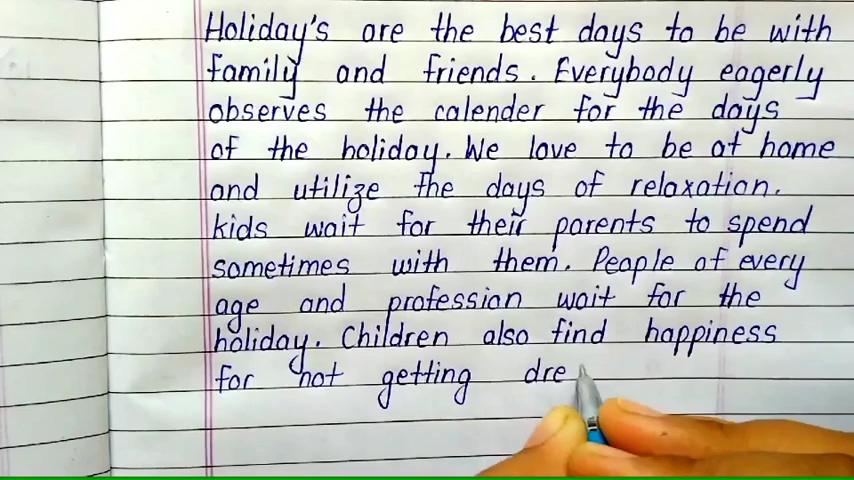 Holiday's are the best days to be with
family and friends. Everybody eagerly
observes the calender for the days
of the holiday. We love to be at home
and utilize the days of relaxation.
kids wait for their parents to spend
sometimes with them. People of every
age and profession wait for the
holiday. Children also find happiness
for not getting dre